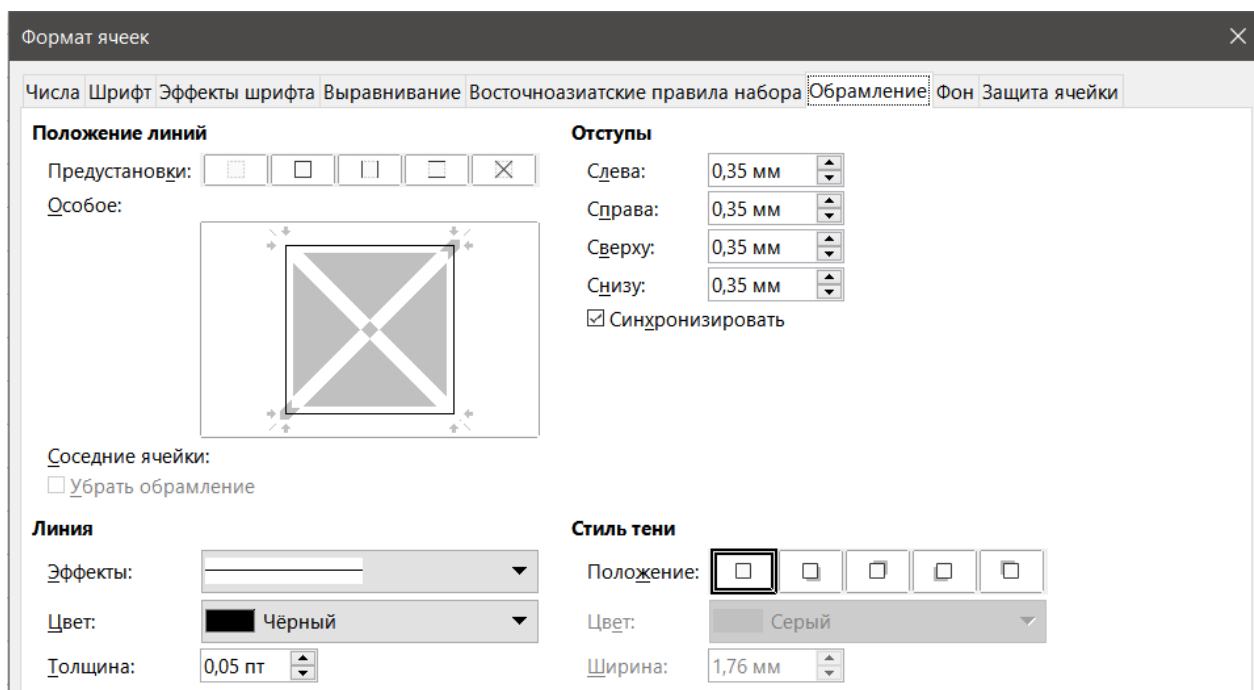 Формат ячеек
Числа Шрифт Эффекты шрифта Выравнивание Восточноазиатские правила набора Обрамление Фон Защита ячейки
Положение линий
Предустановки:
Особое:
Соседние ячейки:
Убрать обрамление
Отступы
Слева: 0,35 мм
Справа: 0,35 мм
Сверху: 0,35 мм
Снизу: 0,35 мм
Синхронизировать
Линия
Эффекты:
Цвет: Чёрный
Толщина: 0,05 пт
Стиль тени
Положение:
Цвет: Серый
Ширина: 1,76 мм